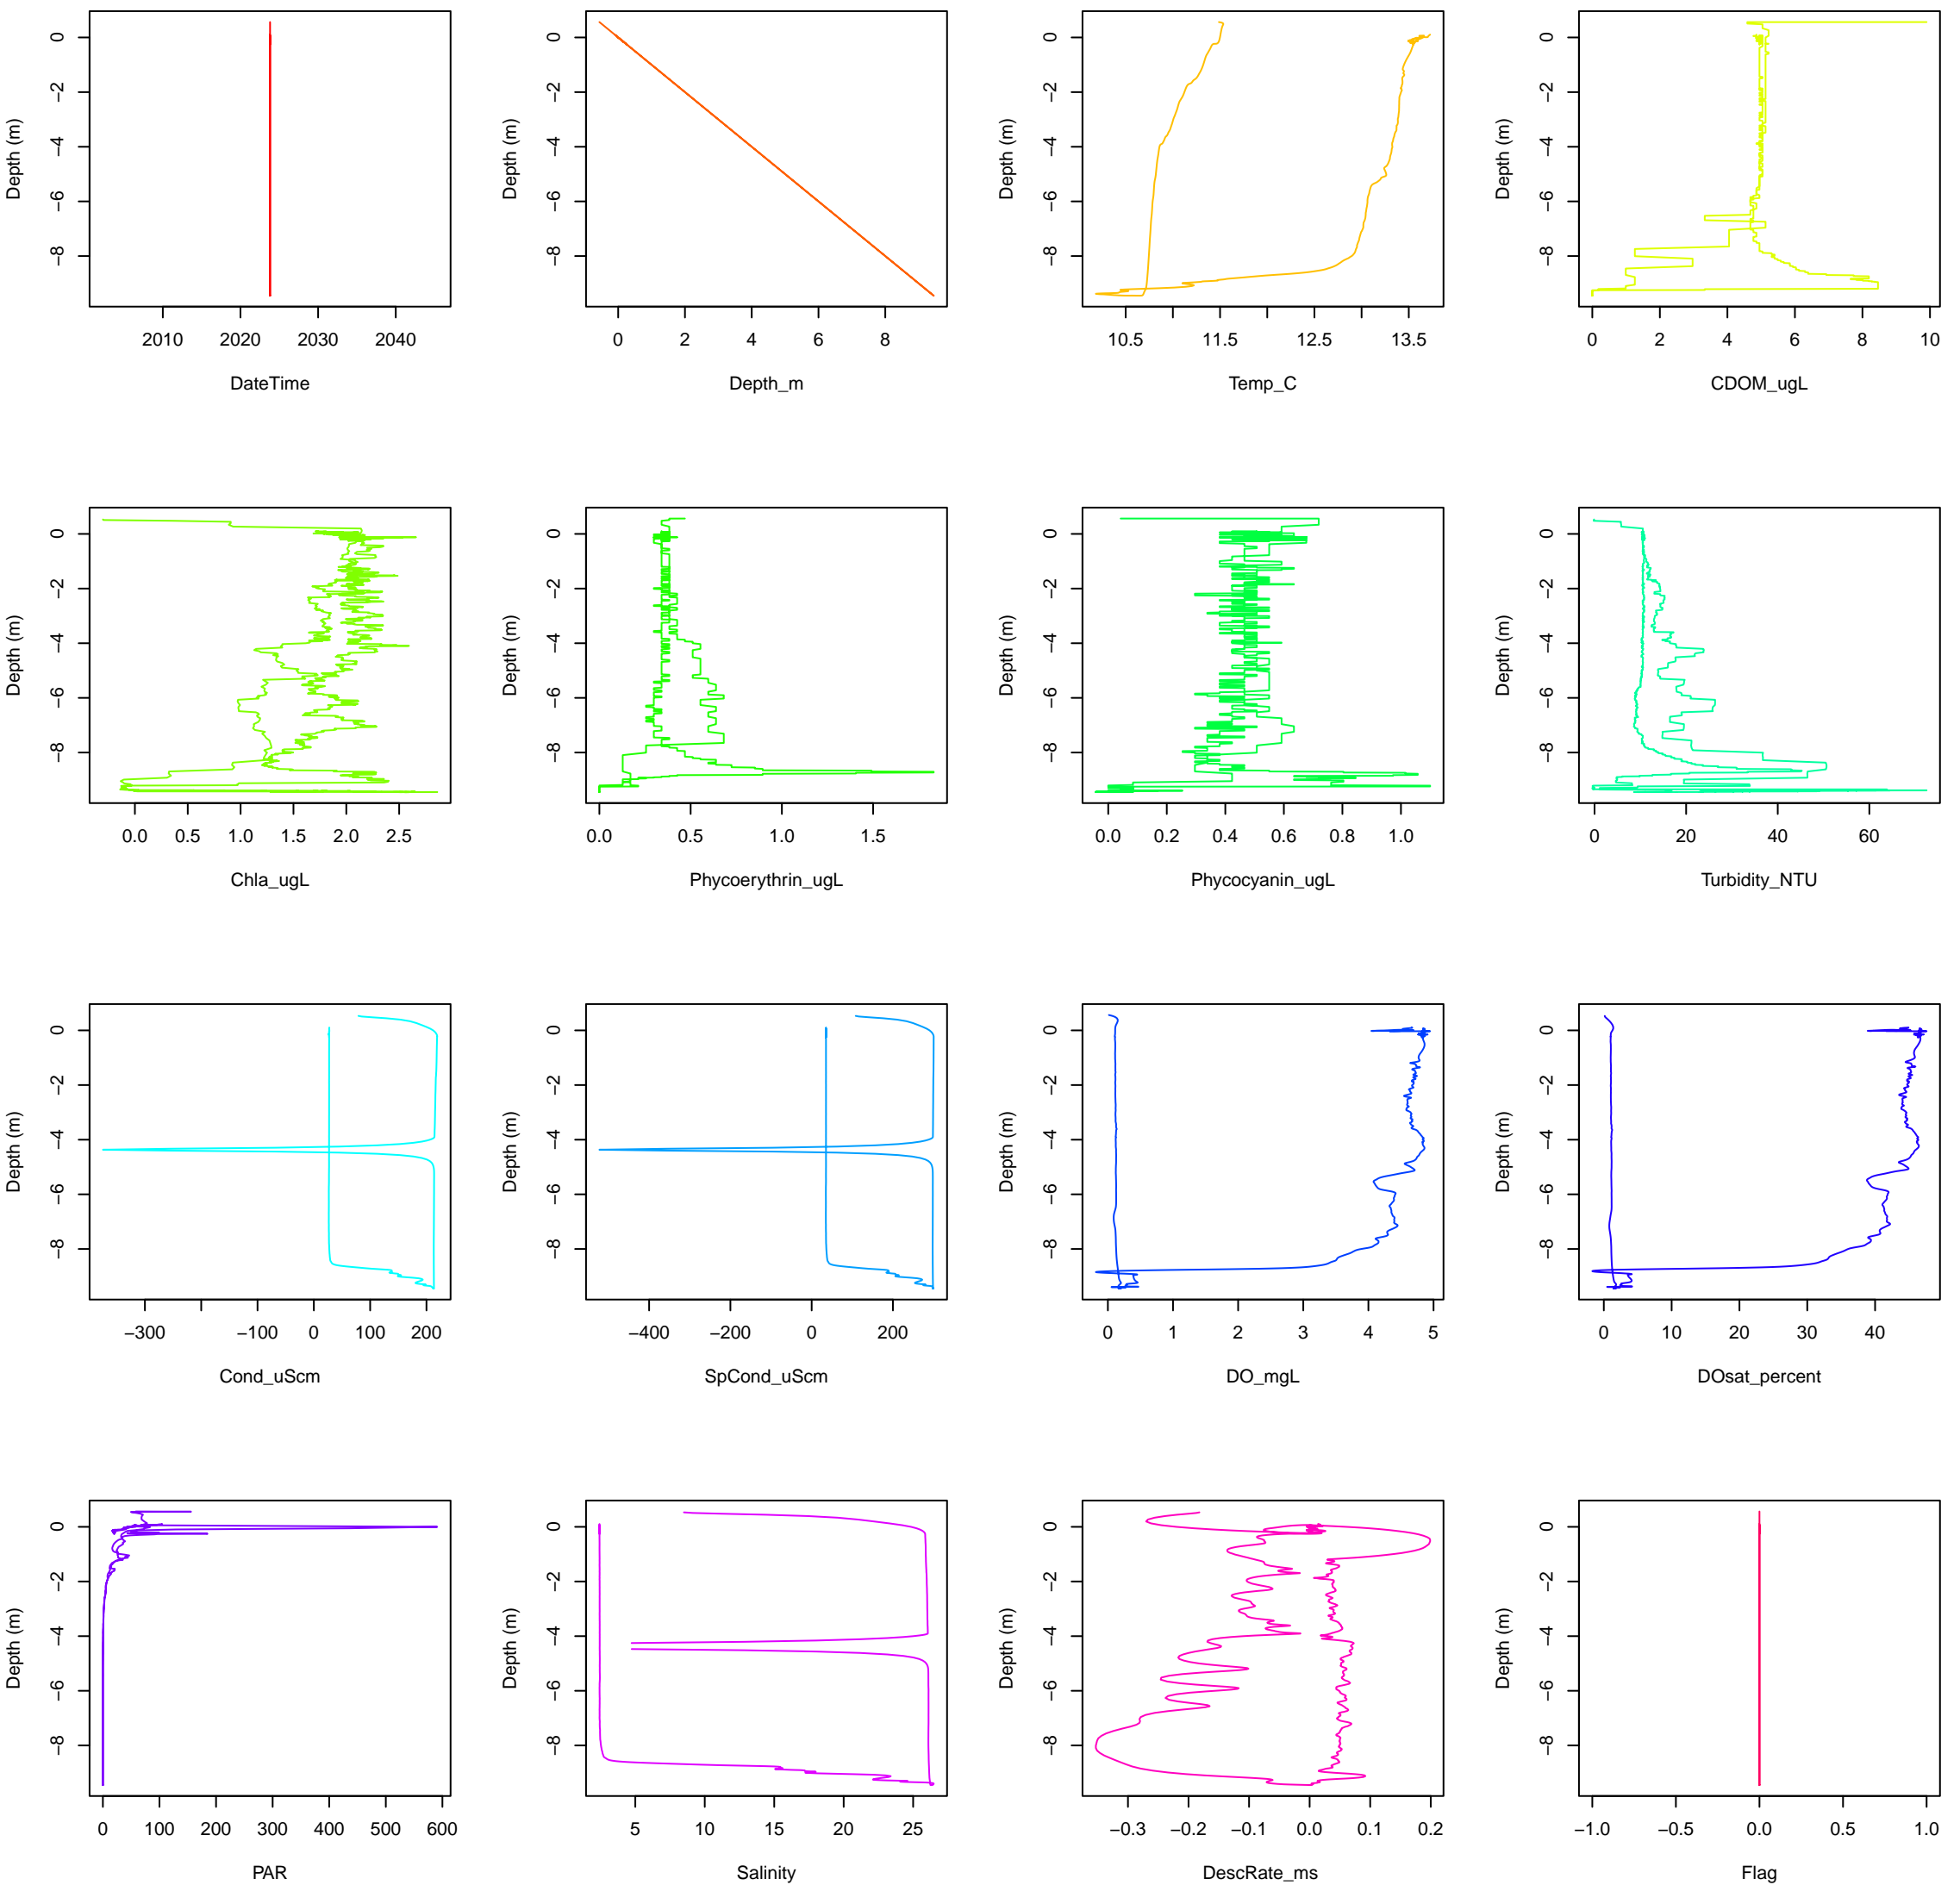 0 0 0 0
−2 −2 −2 −2
−4 −4 −4 −4
Depth (m) Depth (m) Depth (m) Depth (m)
−6 −6 −6 −6
−8 −8 −8 −8
2010 2020 2030 2040 0 2 4 6 8 10.5 11.5 12.5 13.5 0 2 4 6 8 10
DateTime Depth_m Temp_C CDOM_ugL
0 0 0 0
−2 −2 −2 −2
−4 −4 −4 −4
Depth (m) Depth (m) Depth (m) Depth (m)
−6 −6 −6 −6
−8 −8 −8 −8
0.0 0.5 1.0 1.5 2.0 2.5 0.0 0.5 1.0 1.5 0.0 0.2 0.4 0.6 0.8 1.0 0 20 40 60
Chla_ugL Phycoerythrin_ugL Phycocyanin_ugL Turbidity_NTU
0 0 0 0
−2 −2 −2 −2
−4 −4 −4 −4
Depth (m) Depth (m) Depth (m) Depth (m)
−6 −6 −6 −6
−8 −8 −8 −8
−300 −100 0 100 200 −400 −200 0 200 0 1 2 3 4 5 0 10 20 30 40
Cond_uScm SpCond_uScm DO_mgL DOsat_percent
0 0 0 0
−2 −2 −2 −2
−4 −4 −4 −4
Depth (m) Depth (m) Depth (m) Depth (m)
−6 −6 −6 −6
−8 −8 −8 −8
0 100 200 300 400 500 600 5 10 15 20 25 −0.3 −0.2 −0.1 0.0 0.1 0.2 −1.0 −0.5 0.0 0.5 1.0
PAR Salinity DescRate_ms Flag